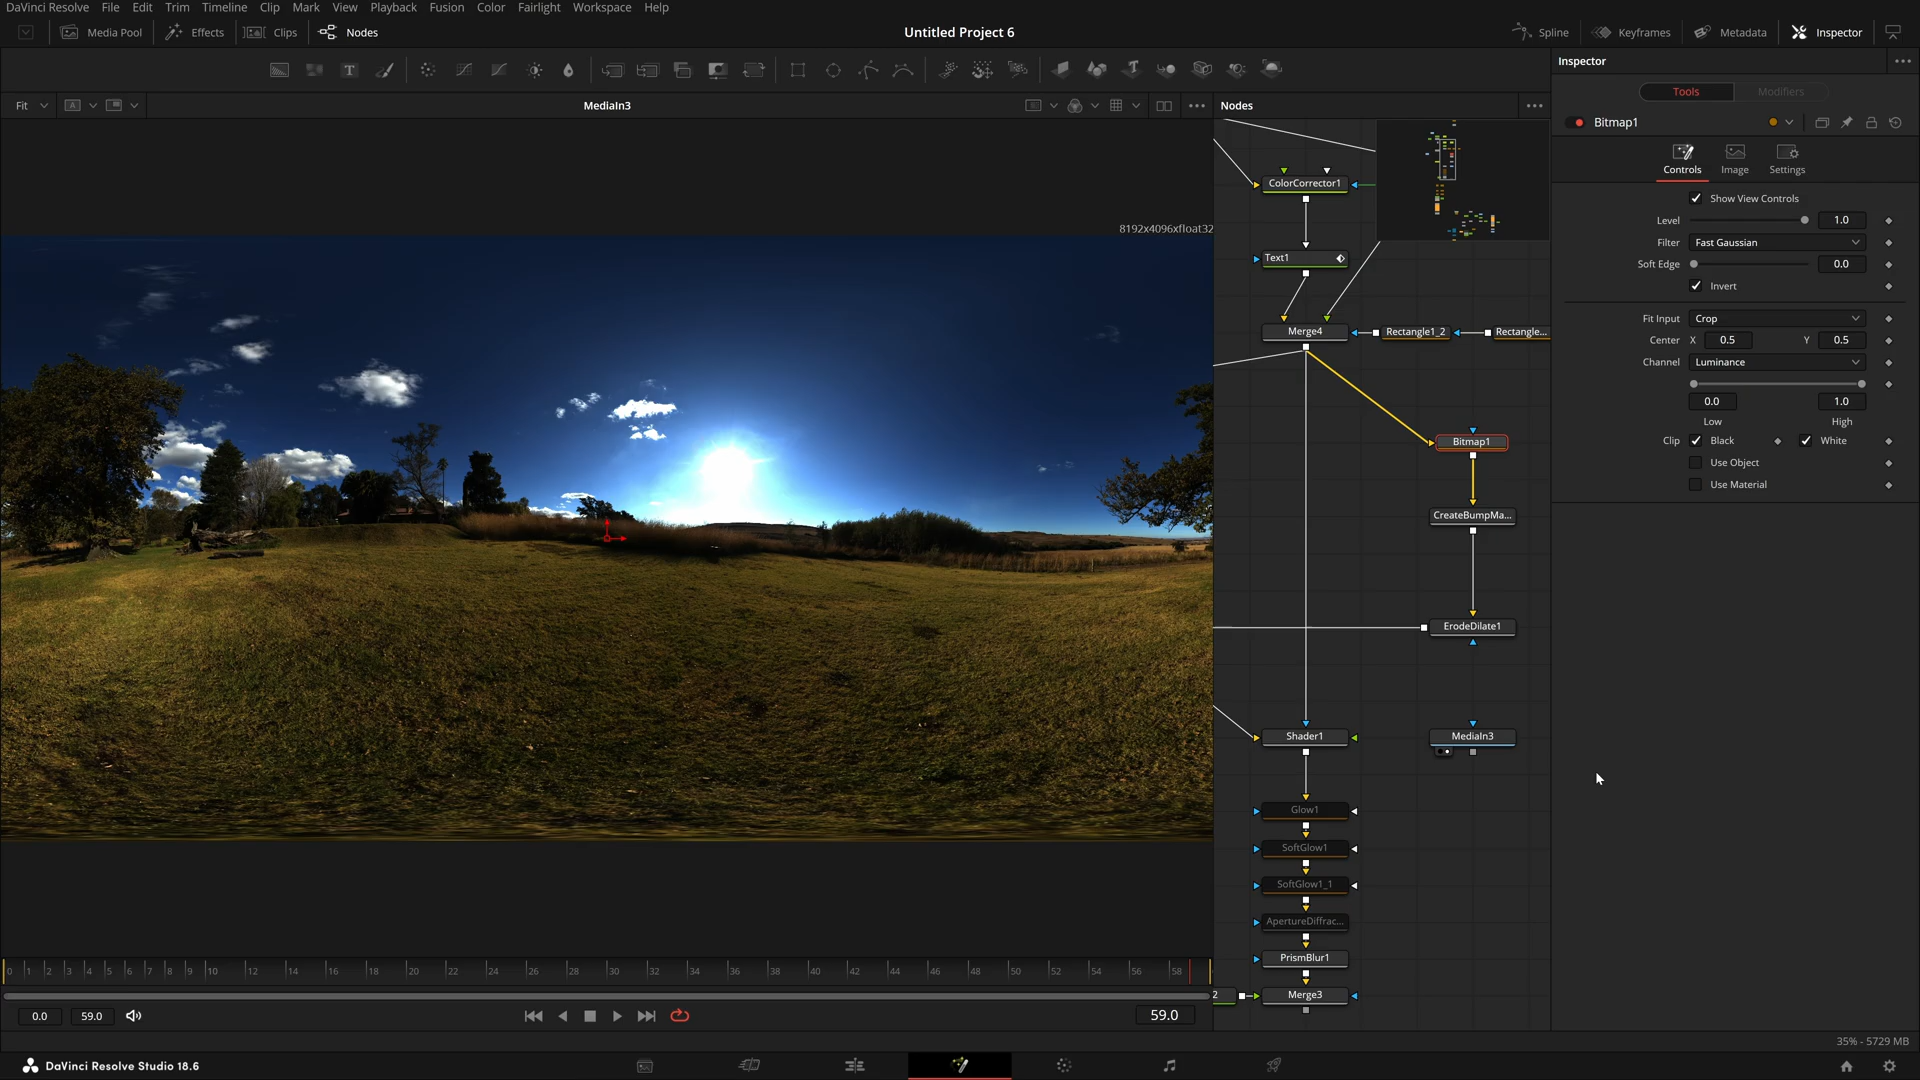 DaVinci Resolve File Edit Trim Timeline Clip Mark View Playback Fusion Color Fairlight Workspace Help
Media Pool Effects Clips Nodes Untitled Project 6 Spline Keyframes Metadata Inspector
Inspector
Tools Modifiers
Fit A MediaIn3 Nodes
Bitmap1
Controls Image Settings
Show View Controls
Level 1.0
Filter Fast Gaussian
Soft Edge 0.0
Invert
Fit Input Crop
Center X 0.5 Y 0.5
Channel Luminance
0.0 1.0
Low High
Clip Black White
Use Object
Use Material
8192x4096xfloat32
ColorCorrector1
Text1
Merge4 Rectangle1_2 Rectangle...
Bitmap1
CreateBumpMa...
ErodeDilate1
Shader1 MediaIn3
Glow1
SoftGlow1
SoftGlow1_1
ApertureDiffrac...
PrismBlur1
2 Merge3
0 1 2 3 4 5 6 7 8 9 10 12 14 16 18 20 22 24 26 28 30 32 34 36 38 40 42 44 46 48 50 52 54 56 58
0.0 59.0 59.0
35% - 5729 MB
DaVinci Resolve Studio 18.6